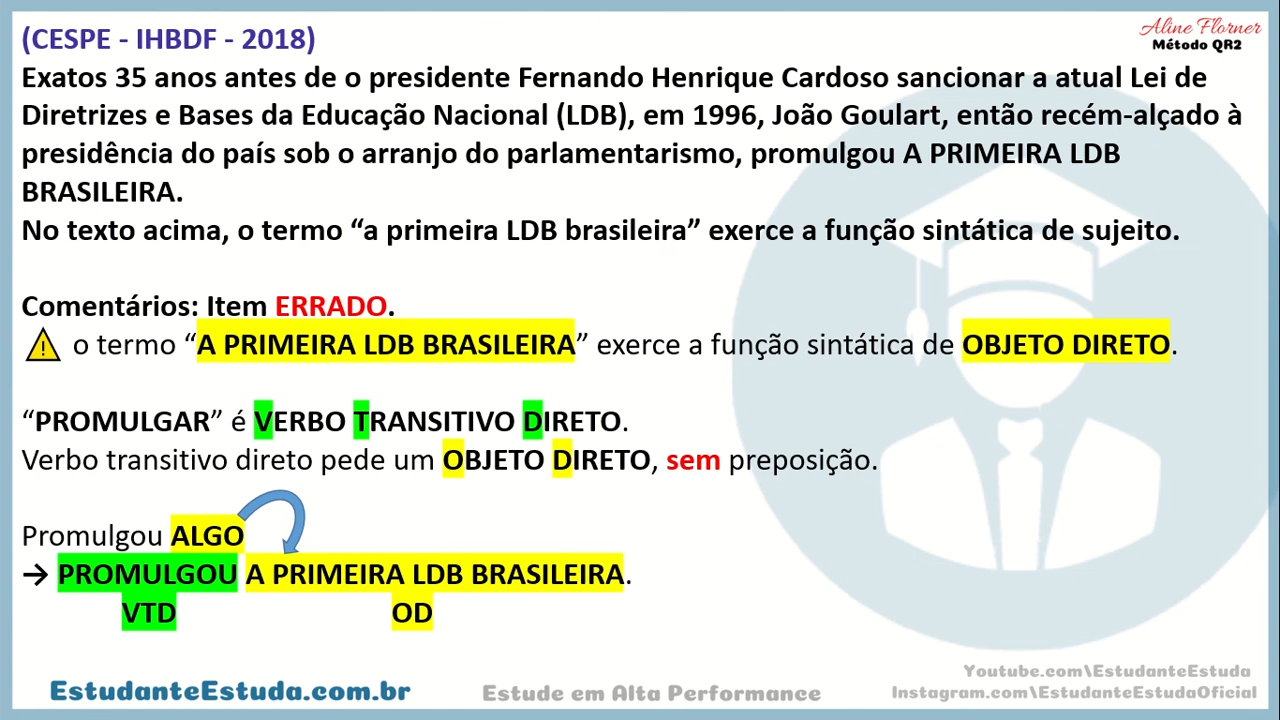 Aline Florner
Método QR2
(CESPE - IHBDF - 2018)
Exatos 35 anos antes de o presidente Fernando Henrique Cardoso sancionar a atual Lei de
Diretrizes e Bases da Educação Nacional (LDB), em 1996, João Goulart, então recém-alçado à
presidência do país sob o arranjo do parlamentarismo, promulgou A PRIMEIRA LDB
BRASILEIRA.
No texto acima, o termo “a primeira LDB brasileira” exerce a função sintática de sujeito.
Comentários: Item ERRADO.
o termo “A PRIMEIRA LDB BRASILEIRA” exerce a função sintática de OBJETO DIRETO.
“PROMULGAR” é VERBO TRANSITIVO DIRETO.
Verbo transitivo direto pede um OBJETO DIRETO, sem preposição.
Promulgou ALGO
→ PROMULGOU A PRIMEIRA LDB BRASILEIRA.
VTD OD
EstudanteEstuda.com.br
Estude em Alta Performance
Youtube.com\EstudanteEstuda
Instagram.com\EstudanteEstudaOficial